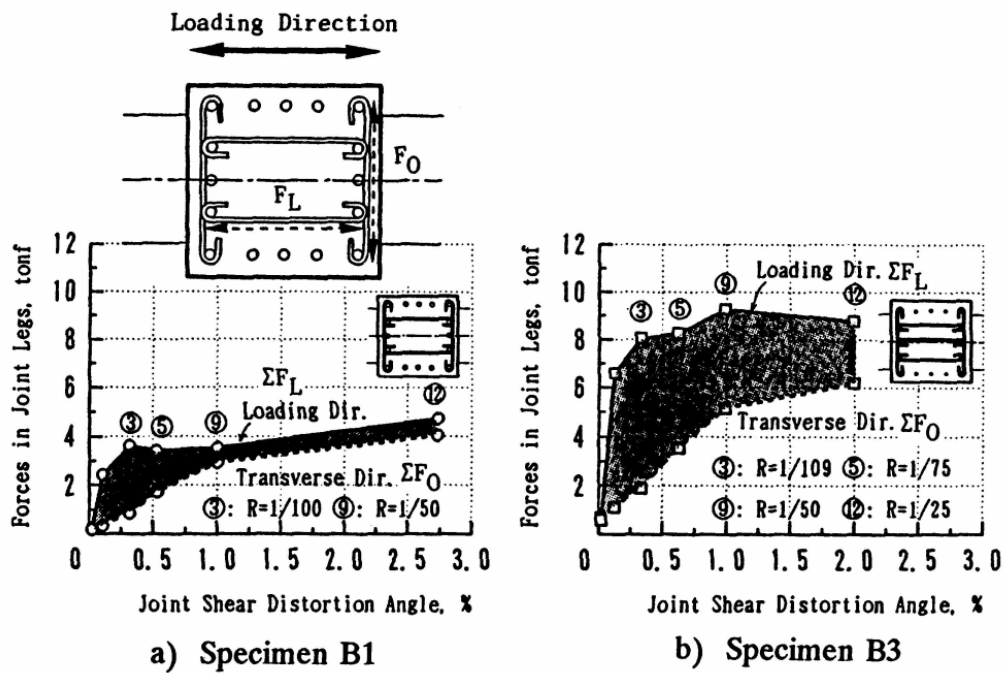 Loading Direction
F_O
F_L
Forces in Joint Legs, tonf
12
10
8
6
4
2
0
0.5
1.0
1.5
2.0
2.5
3.0
ΣF_L
Loading Dir.
Transverse Dir. ΣF_O
③ ⑤ ⑨ ⑫
③: R=1/100 ⑨: R=1/50
Joint Shear Distortion Angle, %
a) Specimen B1
Forces in Joint Legs, tonf
12
10
8
6
4
2
0
0.5
1.0
1.5
2.0
2.5
3.0
Loading Dir. ΣF_L
③ ⑤ ⑨ ⑫
Transverse Dir. ΣF_O
③: R=1/109 ⑤: R=1/75
⑨: R=1/50 ⑫: R=1/25
Joint Shear Distortion Angle, %
b) Specimen B3